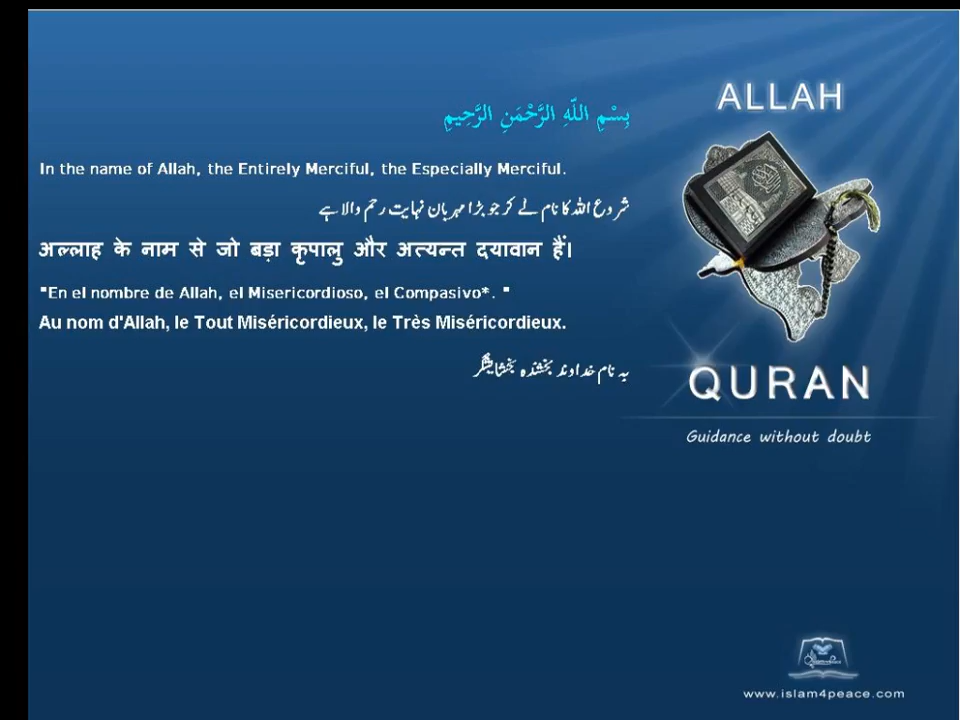 بِسْمِ اللَّهِ الرَّحْمَنِ الرَّحِيمِ
In the name of Allah, the Entirely Merciful, the Especially Merciful.
شروع اللہ کا نام لے کر جو بڑا مہربان نہایت رحم والا ہے
अल्लाह के नाम से जो बड़ा कृपालु और अत्यन्त दयावान हैं।
"En el nombre de Allah, el Misericordioso, el Compasivo*. "
Au nom d'Allah, le Tout Miséricordieux, le Très Miséricordieux.
به نام خداوند بخشنده بخشایشگر
ALLAH
QURAN
Guidance without doubt
www.islam4peace.com